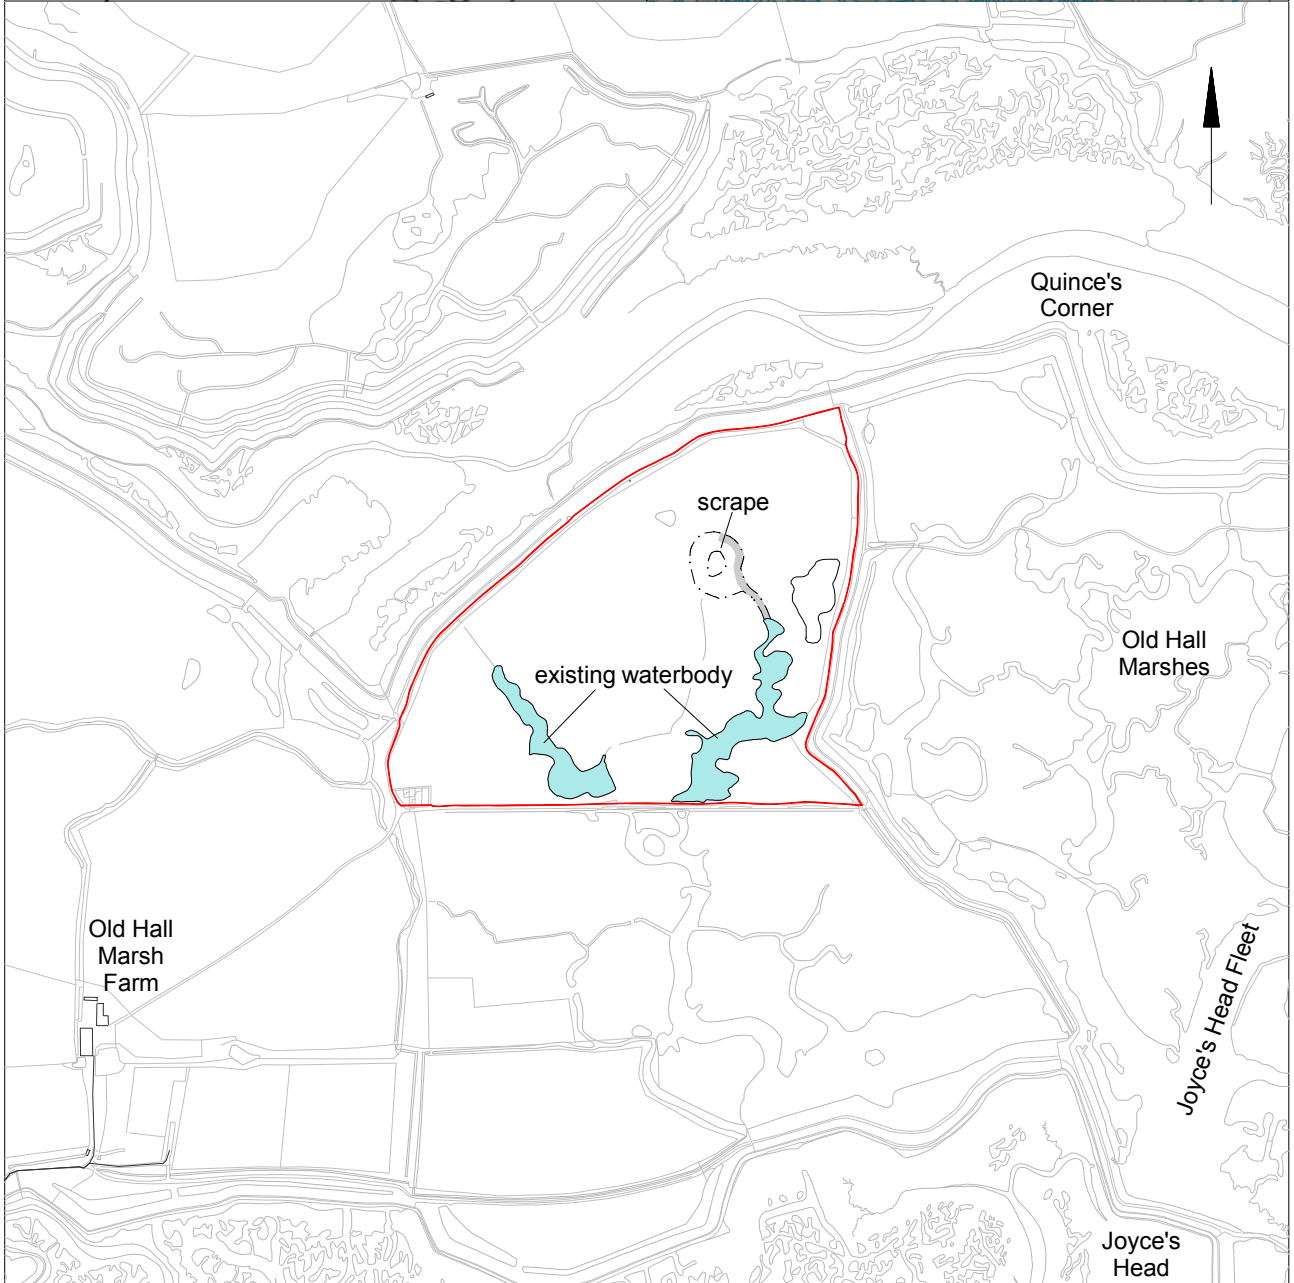 Quince's
Corner
scrape
Old Hall
Marshes
existing waterbody
Old Hall
Marsh
Farm
Joyce's Head Fleet
Joyce's
Head